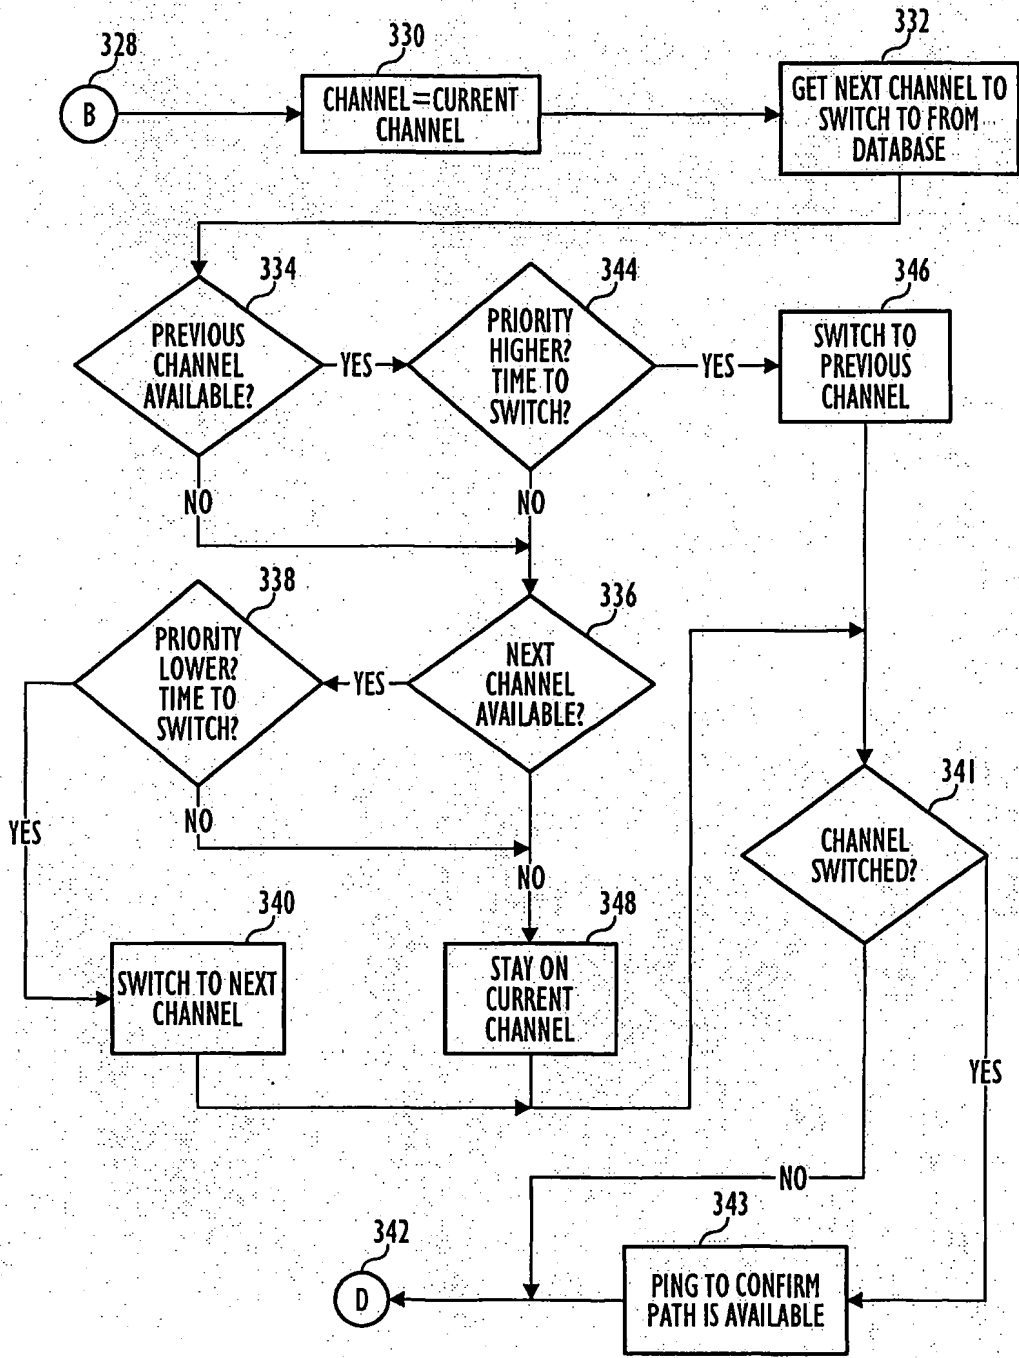 328
330
332
B
CHANNEL=CURRENT
CHANNEL
GET NEXT CHANNEL TO
SWITCH TO FROM
DATABASE
334
344
346
PREVIOUS
CHANNEL
AVAILABLE?
YES
PRIORITY
HIGHER?
TIME TO
SWITCH?
YES
SWITCH TO
PREVIOUS
CHANNEL
NO
NO
338
336
PRIORITY
LOWER?
TIME TO
SWITCH?
YES
NEXT
CHANNEL
AVAILABLE?
341
YES
NO
NO
CHANNEL
SWITCHED?
340
348
SWITCH TO NEXT
CHANNEL
STAY ON
CURRENT
CHANNEL
YES
NO
342
343
D
PING TO CONFIRM
PATH IS AVAILABLE